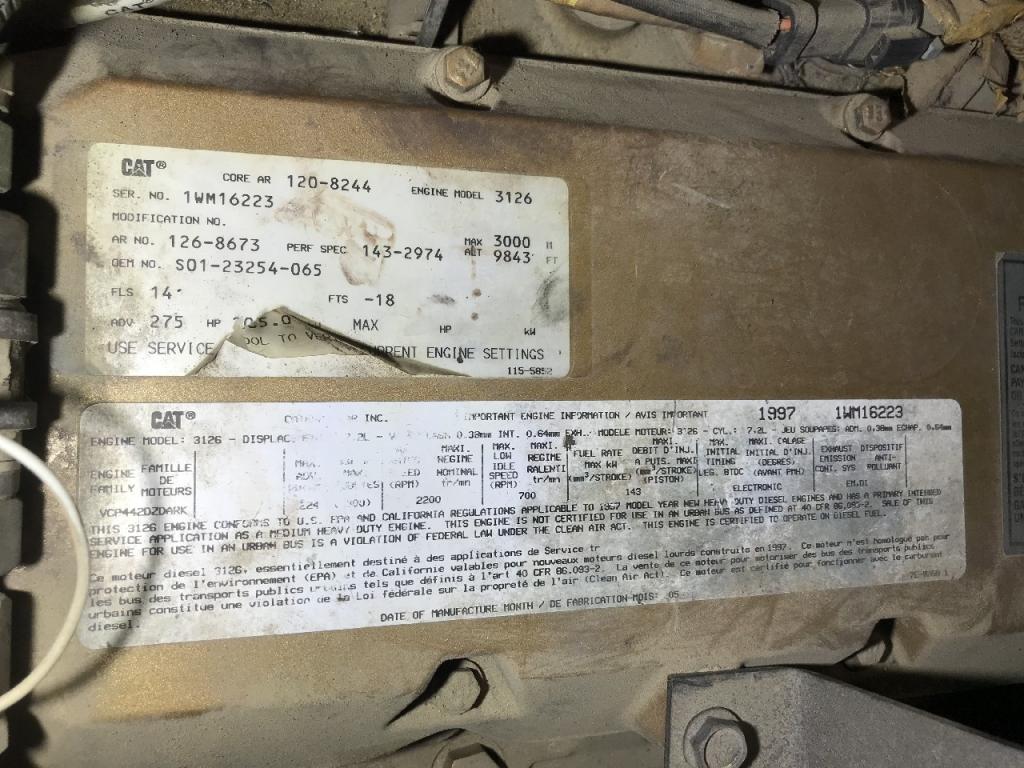 CAT® CORE AR 120-8244 ENGINE MODEL 3126
SER. NO. 1WM16223
MODIFICATION NO.
AR NO. 126-8673 PERF SPEC 143-2974 MAX ALT 3000 M 9843 FT
OEM NO. S01-23254-065
FLS 14 FTS -18
ADV 275 HP MAX HP kW
USE SERVICE TO ENGINE SETTINGS
115-5852
CAT® INC. IMPORTANT ENGINE INFORMATION / AVIS IMPORTANT 1997 1WM16223
ENGINE MODEL: 3126 - DISPLAC. 7.2L - 0.38mm INT. 0.64mm EXH.- MODELE MOTEUR: 3126 - CYL.: 7.2L - JEU SOUPAPES: ADM. 0.38mm ECHAP. 0.64mm
ENGINE FAMILY FAMILLE DE MOTEURS
(RPM) MAXI. REGIME NOMINAL tr/mn
MAX. LOW IDLE SPEED (RPM) MAXI. REGIME RALENTI tr/mn
FUEL RATE MAX kW (mm³/STROKE) DEBIT D'INJ. A PUIS. MAXI (mm³/STROKE) (PISTON)
MAX. INITIAL TIMING DEG. BTDC MAXI. CALAGE INITIAL D'INJ. (DEGRES) (AVANT PMH)
EXHAUST EMISSION CONT. SYS DISPOSITIF ANTI- POLLUANT
VCP442DZDARK 224 2200 700 143 ELECTRONIC EM,DI
THIS 3126 ENGINE CONFORMS TO U.S. EPA AND CALIFORNIA REGULATIONS APPLICABLE TO 1997 MODEL YEAR NEW HEAVY DUTY DIESEL ENGINES AND HAS A PRIMARY INTENDED
SERVICE APPLICATION AS A MEDIUM HEAVY DUTY ENGINE. THIS ENGINE IS NOT CERTIFIED FOR USE IN AN URBAN BUS AS DEFINED AT 40 CFR 86.093-2. SALE OF THIS
ENGINE FOR USE IN AN URBAN BUS IS A VIOLATION OF FEDERAL LAW UNDER THE CLEAN AIR ACT. THIS ENGINE IS CERTIFIED TO OPERATE ON DIESEL FUEL.
Ce moteur diesel 3126, essentiellement destiné à des applications de Service
protection de l'environnement (EPA) et de Californie valables pour nouveaux moteurs diesel lourds construits en 1997. Ce moteur n'est homologué pas pour
les bus des transports publics urbains tels que définis à l'art 40 CFR 86.093-2. La vente de ce moteur pour motoriser des bus des transports publics
urbains constitue une violation de la Loi fédérale sur la propreté de l'air (Clean Air Act). Ce moteur est certifié pour fonctionner avec le carburant
diesel.
DATE OF MANUFACTURE MONTH / DE FABRICATION-MOIS: 05